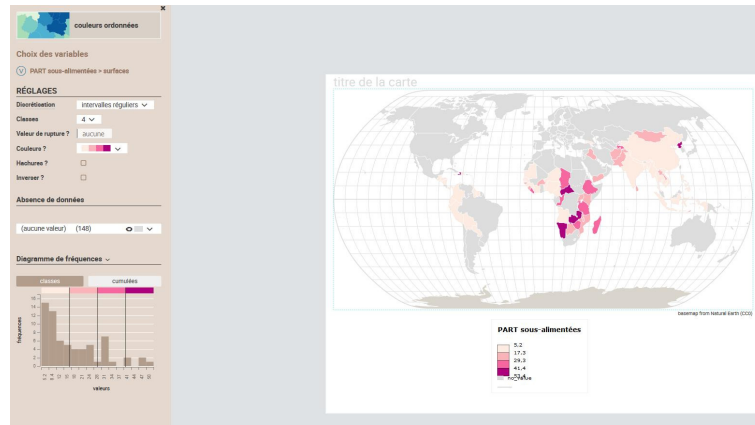 couleurs ordonnées
Choix des variables
V PART sous-alimentées > surfaces
RÉGLAGES
Discrétisation Intervalles réguliers
Classes 4
Valeur de rupture ? aucune
Couleurs ?
Hachures ?
Inverser ?
Absence de données
(aucune valeur) (148)
Diagramme de fréquences
classes cumulées
fréquences
valeurs
titre de la carte
basemap from Natural Earth (CC0)
PART sous-alimentées
5.2
17.3
29.3
41.4
53.4
no_value